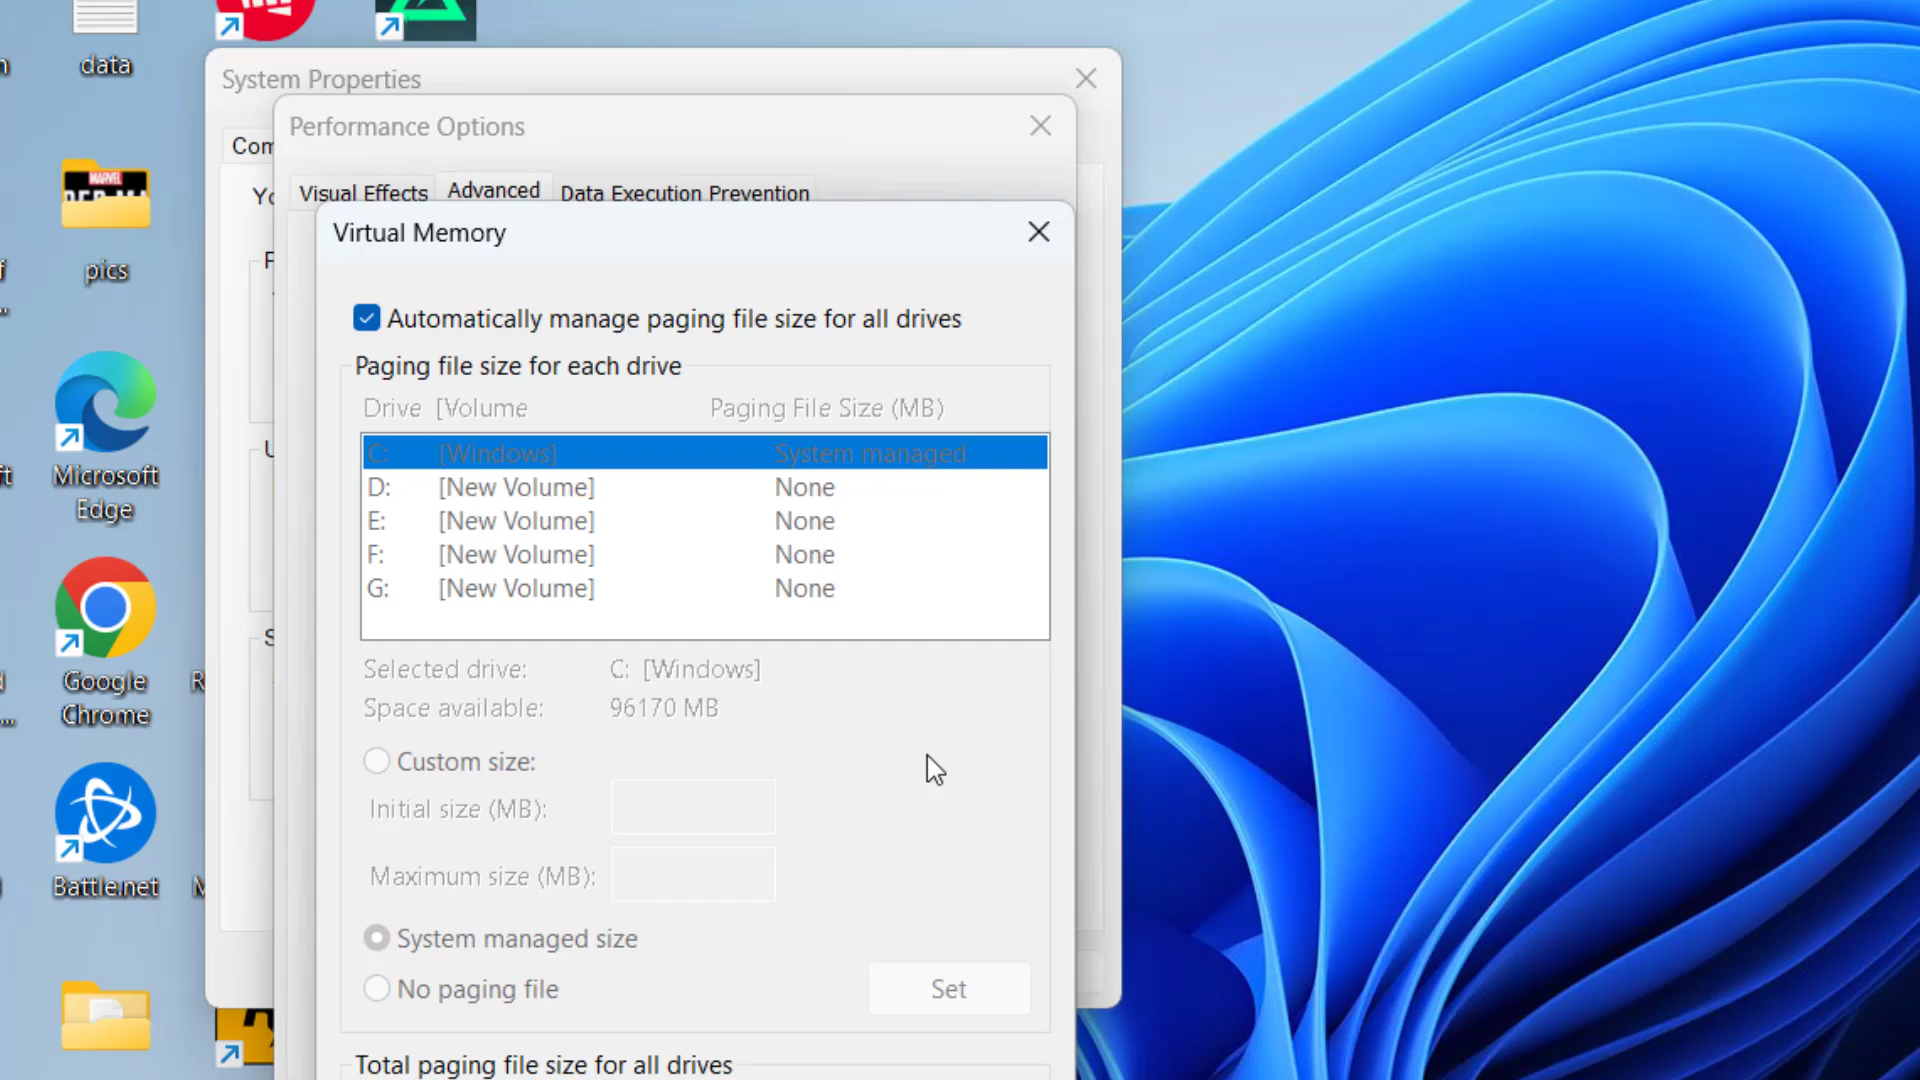 data
pics
Microsoft
Edge
Google
Chrome
Battle.net
System Properties
Performance Options
Visual Effects
Advanced
Data Execution Prevention
Virtual Memory
Automatically manage paging file size for all drives
Paging file size for each drive
Drive [Volume Paging File Size (MB)
C: [Windows] System managed
D: [New Volume] None
E: [New Volume] None
F: [New Volume] None
G: [New Volume] None
Selected drive: C: [Windows]
Space available: 96170 MB
Custom size:
Initial size (MB):
Maximum size (MB):
System managed size
No paging file
Set
Total paging file size for all drives